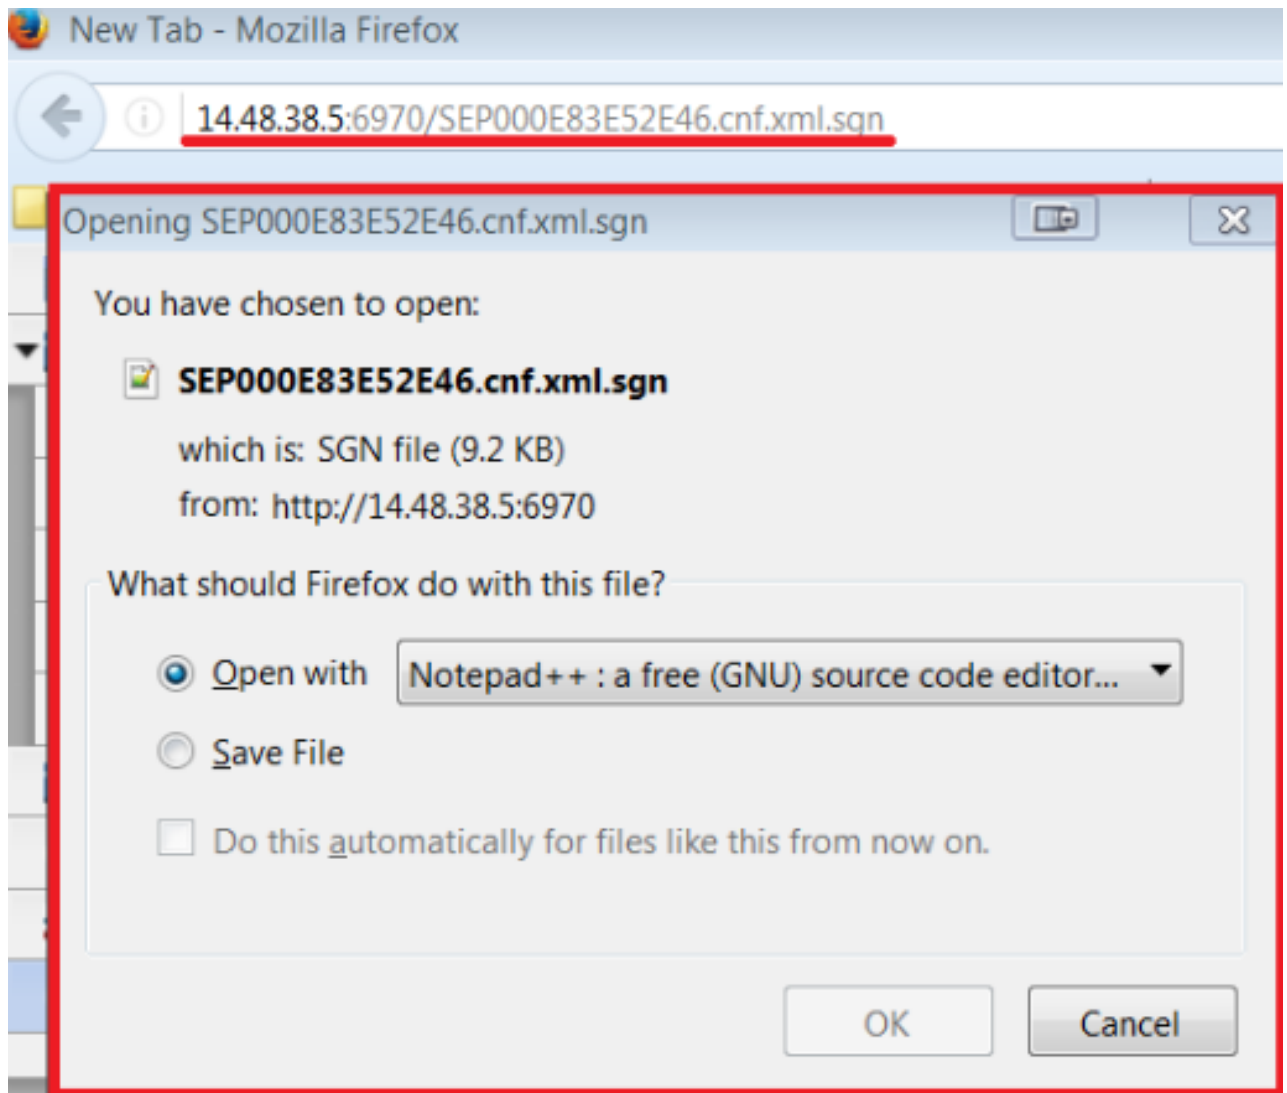 New Tab - Mozilla Firefox
14.48.38.5:6970/SEP000E83E52E46.cnf.xml.sgn
Opening SEP000E83E52E46.cnf.xml.sgn
You have chosen to open:
SEP000E83E52E46.cnf.xml.sgn
which is: SGN file (9.2 KB)
from: http://14.48.38.5:6970
What should Firefox do with this file?
Open with Notepad++ : a free (GNU) source code editor...
Save File
Do this automatically for files like this from now on.
OK Cancel